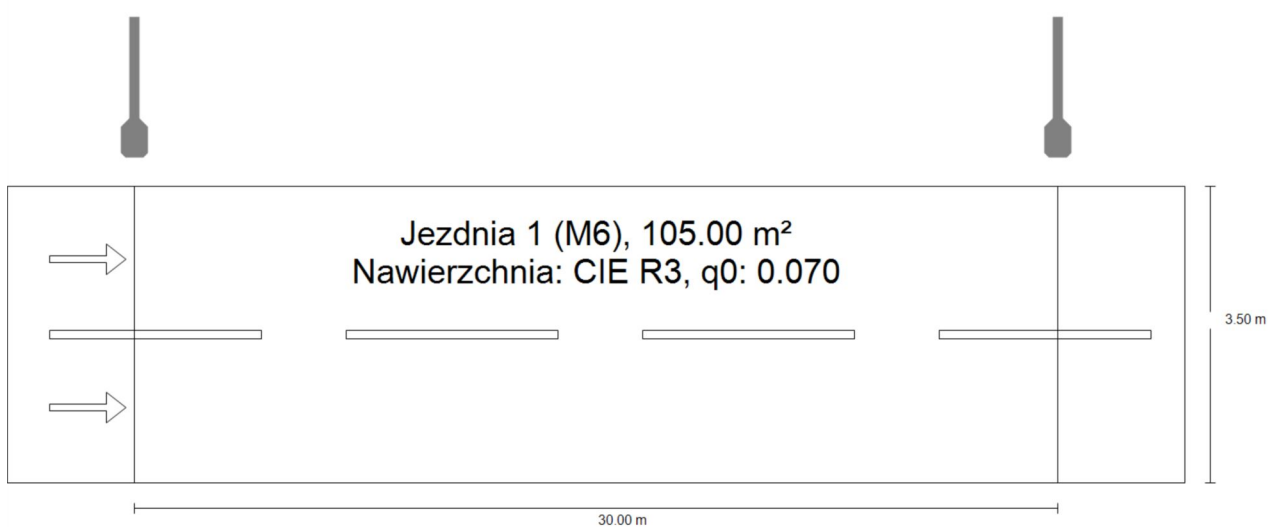 Jezdnia 1 (M6), 105.00 m²
Nawierzchnia: CIE R3, q0: 0.070
3.50 m
30.00 m